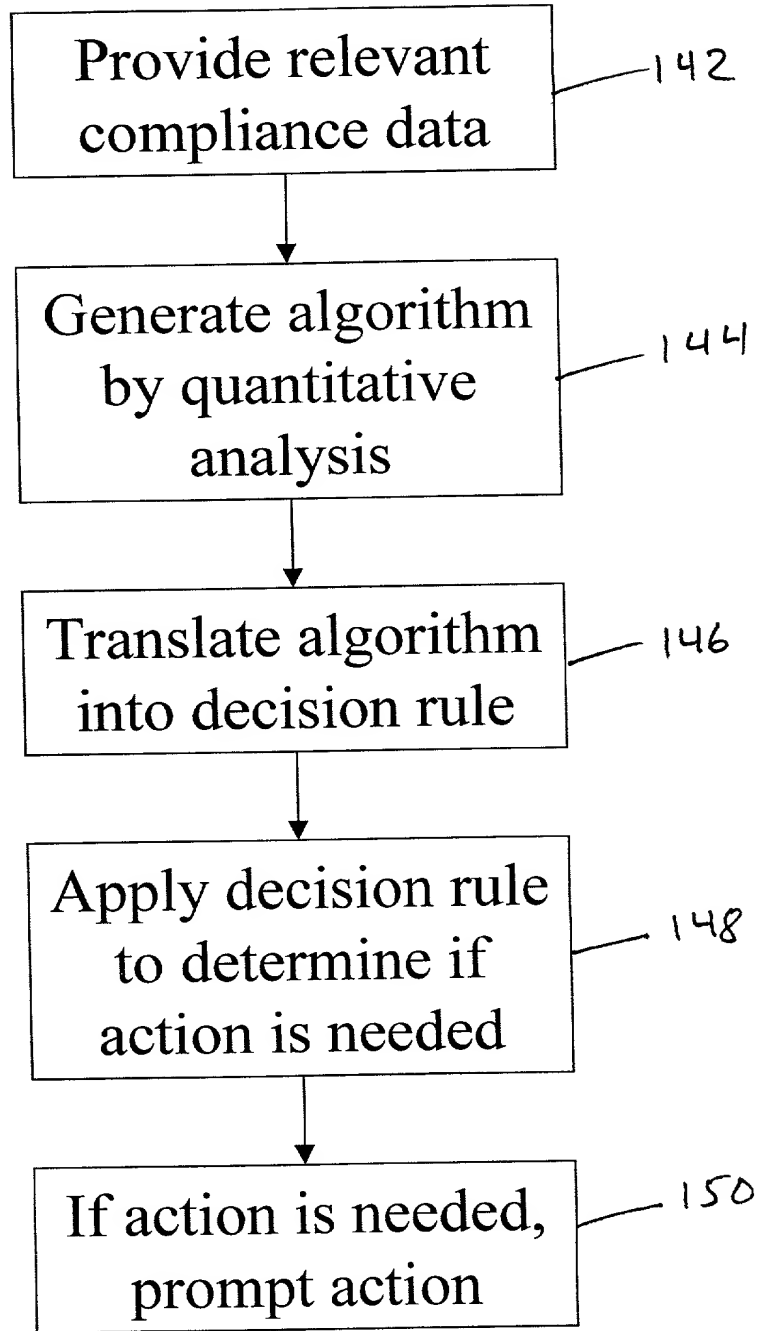 Provide relevant
compliance data
142
Generate algorithm
by quantitative
analysis
144
Translate algorithm
into decision rule
146
Apply decision rule
to determine if
action is needed
148
If action is needed,
prompt action
150